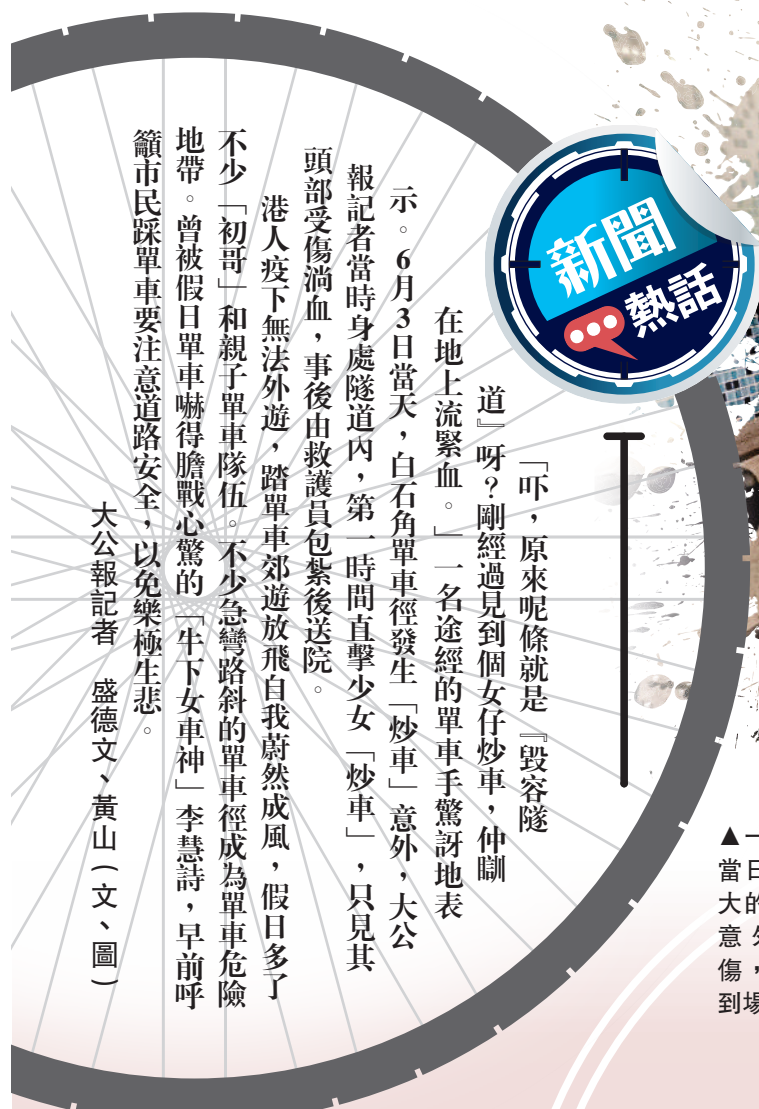 新聞
熱話
「吓，原來呢條就是『毀容隧
道』呀？剛經過見到個女仔炒車，仲瞓
在地上流緊血。」一名途經的單車手驚訝地表
示。6月3日當天，白石角單車徑發生「炒車」意外，大公
報記者當時身處隧道內，第一時間直擊少女「炒車」，只見其
頭部受傷淌血，事後由救護員包紮後送院。
港人疫下無法外遊，踏單車郊遊放飛自我蔚然成風，假日多了
不少「初哥」和親子單車隊伍。不少急彎路斜的單車徑成為單車危險
地帶。曾被假日單車嚇得膽戰心驚的「牛下女車神」李慧詩，早前呼
籲市民踩單車要注意道路安全，以免樂極生悲。
大公報記者　盛德文、黃山（文、圖）
▲一
當日
大的
意外
傷，
到場